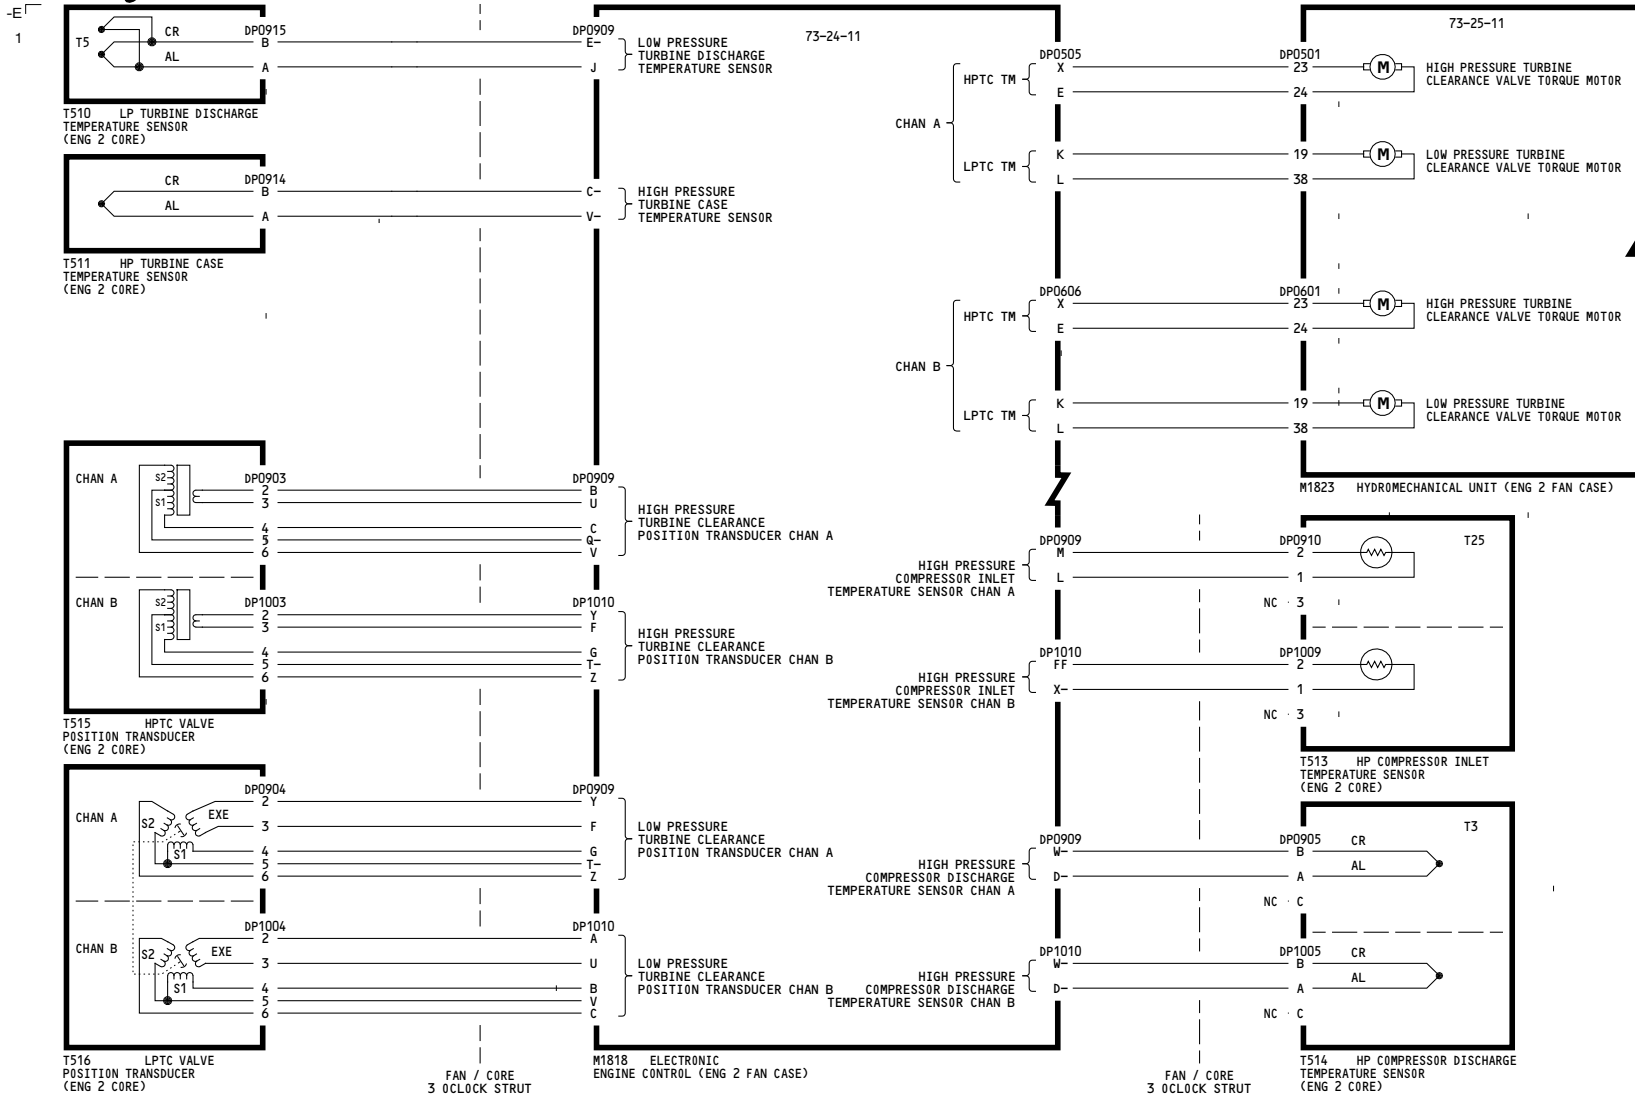 -E
1
T5
CR
AL
DP0915
B
A
T510 LP TURBINE DISCHARGE
TEMPERATURE SENSOR
(ENG 2 CORE)
CR
AL
DP0914
B
A
T511 HP TURBINE CASE
TEMPERATURE SENSOR
(ENG 2 CORE)
CHAN A
S2
S1
DP0903
2
3
4
5
6
CHAN B
S2
S1
DP1003
2
3
4
5
6
T515 HPTC VALVE
POSITION TRANSDUCER
(ENG 2 CORE)
CHAN A
S2
EXE
S1
DP0904
2
3
4
5
6
CHAN B
S2
EXE
S1
DP1004
2
3
4
5
6
T516 LPTC VALVE
POSITION TRANSDUCER
(ENG 2 CORE)
FAN / CORE
3 OCLOCK STRUT
73-24-11
DP0909
E-
J
LOW PRESSURE
TURBINE DISCHARGE
TEMPERATURE SENSOR
C-
V-
HIGH PRESSURE
TURBINE CASE
TEMPERATURE SENSOR
DP0909
B
U
C
Q-
V
HIGH PRESSURE
TURBINE CLEARANCE
POSITION TRANSDUCER CHAN A
DP1010
Y
F
G
T-
Z
HIGH PRESSURE
TURBINE CLEARANCE
POSITION TRANSDUCER CHAN B
DP0909
Y
F
G
T-
Z
LOW PRESSURE
TURBINE CLEARANCE
POSITION TRANSDUCER CHAN A
DP1010
A
U
B
V
C
LOW PRESSURE
TURBINE CLEARANCE
POSITION TRANSDUCER CHAN B
M1818 ELECTRONIC
ENGINE CONTROL (ENG 2 FAN CASE)
CHAN A
HPTC TM
LPTC TM
DP0505
X
E
K
L
CHAN B
HPTC TM
LPTC TM
DP0606
X
E
K
L
HIGH PRESSURE
COMPRESSOR INLET
TEMPERATURE SENSOR CHAN A
DP0909
M
L
HIGH PRESSURE
COMPRESSOR INLET
TEMPERATURE SENSOR CHAN B
DP1010
FF
X-
HIGH PRESSURE
COMPRESSOR DISCHARGE
TEMPERATURE SENSOR CHAN A
DP0909
W-
D-
HIGH PRESSURE
COMPRESSOR DISCHARGE
TEMPERATURE SENSOR CHAN B
DP1010
W-
D-
FAN / CORE
3 OCLOCK STRUT
73-25-11
DP0501
23
24
M
HIGH PRESSURE TURBINE
CLEARANCE VALVE TORQUE MOTOR
19
38
M
LOW PRESSURE TURBINE
CLEARANCE VALVE TORQUE MOTOR
DP0601
23
24
M
HIGH PRESSURE TURBINE
CLEARANCE VALVE TORQUE MOTOR
19
38
M
LOW PRESSURE TURBINE
CLEARANCE VALVE TORQUE MOTOR
M1823 HYDROMECHANICAL UNIT (ENG 2 FAN CASE)
DP0910
2
1
NC 3
T25
DP1009
2
1
NC 3
T513 HP COMPRESSOR INLET
TEMPERATURE SENSOR
(ENG 2 CORE)
DP0905
B
A
NC C
CR
AL
T3
DP1005
B
A
NC C
CR
AL
T514 HP COMPRESSOR DISCHARGE
TEMPERATURE SENSOR
(ENG 2 CORE)